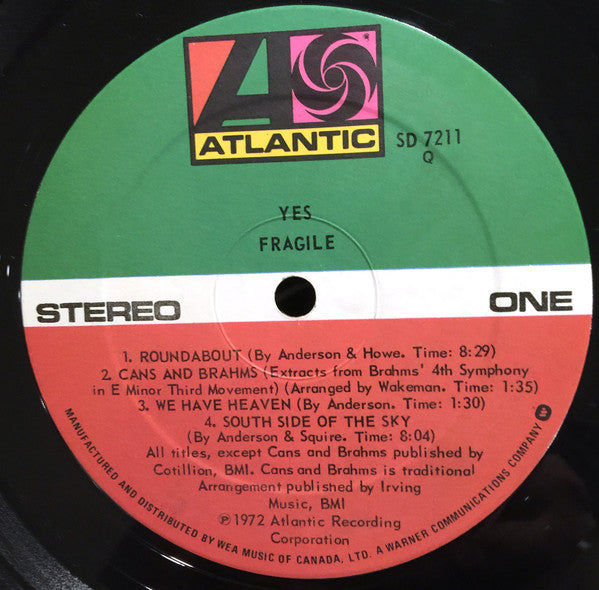 ATLANTIC
SD 7211
Q
YES
FRAGILE
STEREO
ONE
1. ROUNDABOUT (By Anderson & Howe. Time: 8:29)
2. CANS AND BRAHMS (Extracts from Brahms' 4th Symphony
in E Minor Third Movement) (Arranged by Wakeman. Time: 1:35)
3. WE HAVE HEAVEN (By Anderson. Time: 1:30)
4. SOUTH SIDE OF THE SKY
(By Anderson & Squire. Time: 8:04)
All titles, except Cans and Brahms published by
Cotillion, BMI. Cans and Brahms is traditional
Arrangement published by Irving
Music, BMI
℗ 1972 Atlantic Recording
Corporation
MANUFACTURED AND DISTRIBUTED BY WEA MUSIC OF CANADA, LTD. A WARNER COMMUNICATIONS COMPANY